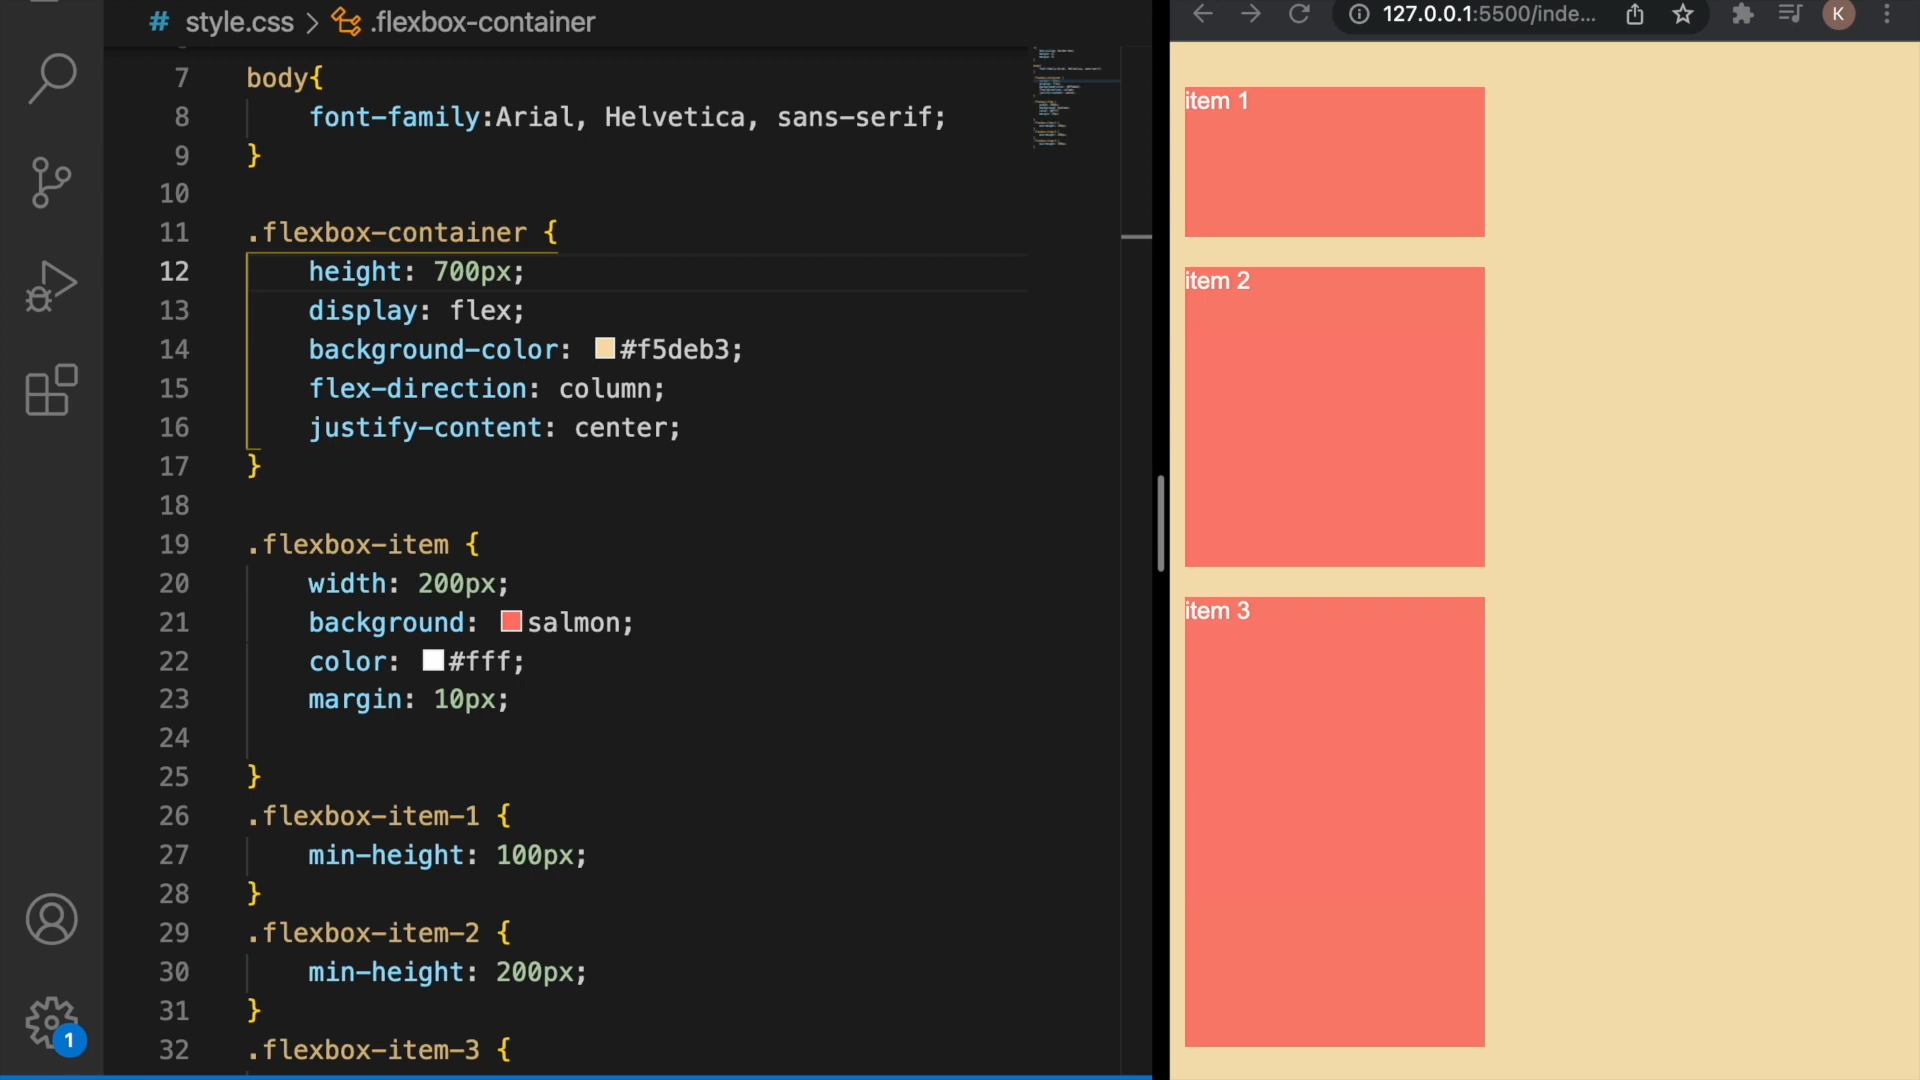 # style.css > .flexbox-container
7 body{
8 font-family:Arial, Helvetica, sans-serif;
9 }
10
11 .flexbox-container {
12 height: 700px;
13 display: flex;
14 background-color: #f5deb3;
15 flex-direction: column;
16 justify-content: center;
17 }
18
19 .flexbox-item {
20 width: 200px;
21 background: salmon;
22 color: #fff;
23 margin: 10px;
24
25 }
26 .flexbox-item-1 {
27 min-height: 100px;
28 }
29 .flexbox-item-2 {
30 min-height: 200px;
31 }
32 .flexbox-item-3 {
1
127.0.0.1:5500/inde...
K
item 1
item 2
item 3